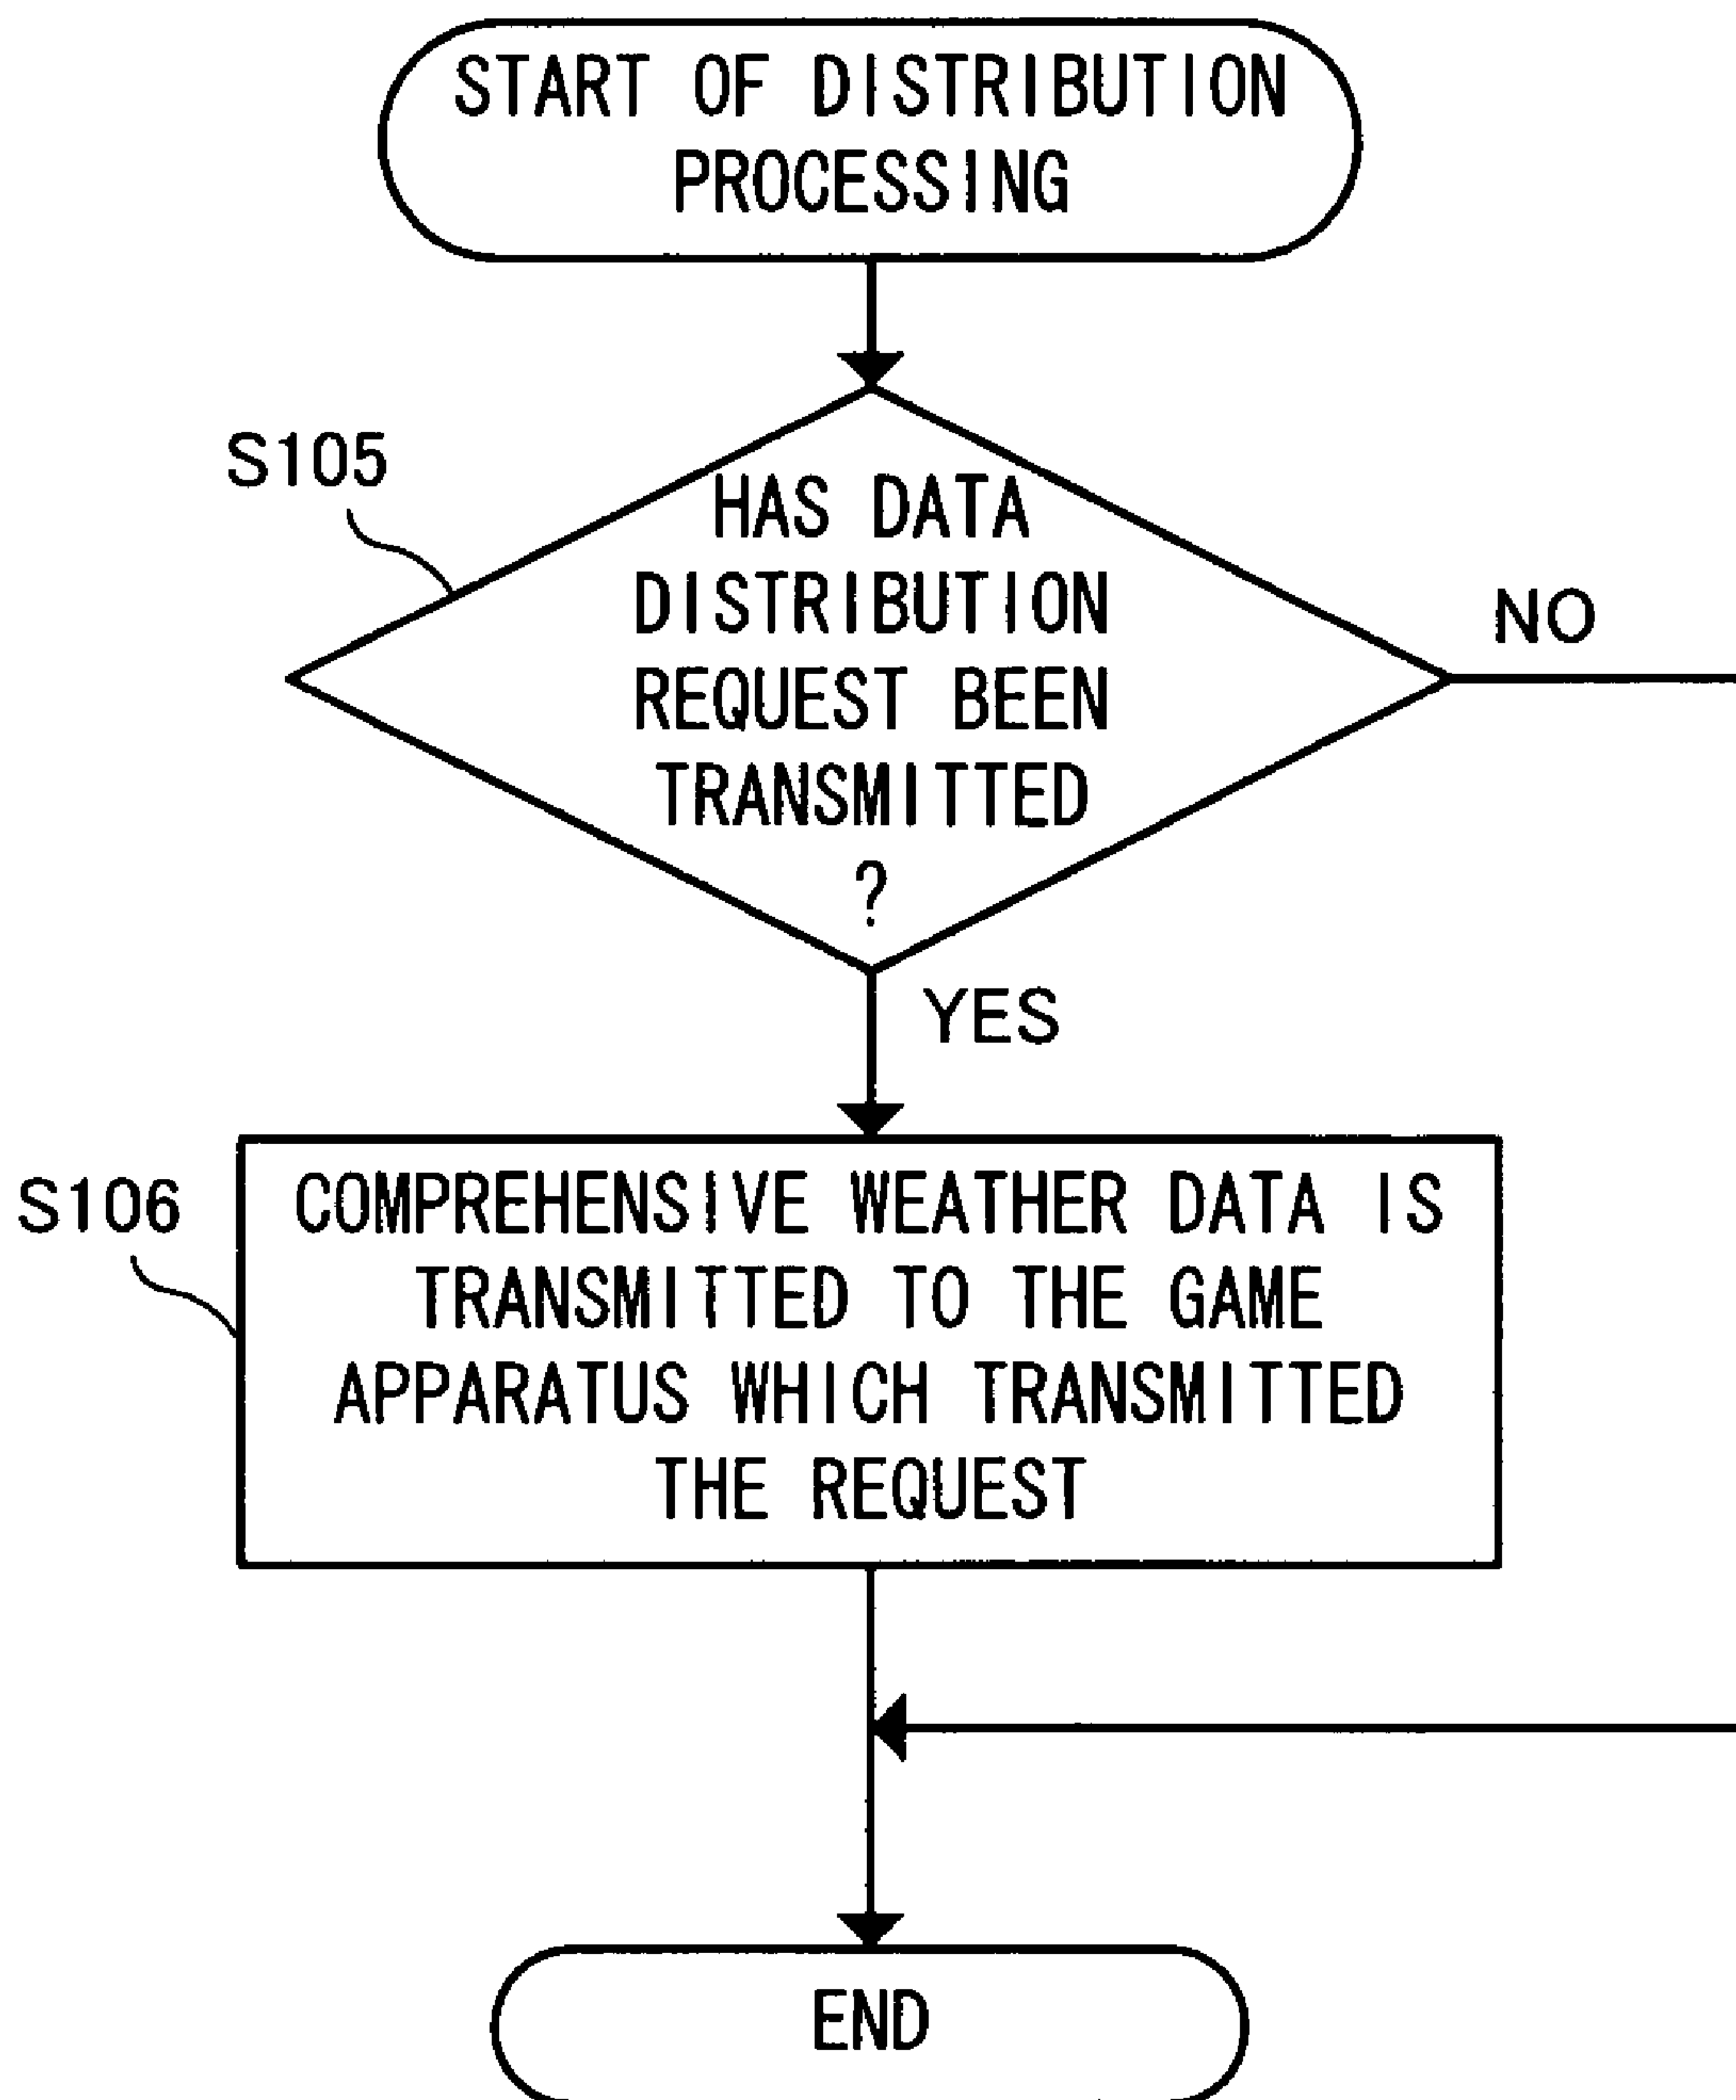 START OF DISTRIBUTION
PROCESSING
S105
HAS DATA
DISTRIBUTION
REQUEST BEEN
TRANSMITTED
?
NO
YES
S106
COMPREHENSIVE WEATHER DATA IS
TRANSMITTED TO THE GAME
APPARATUS WHICH TRANSMITTED
THE REQUEST
END